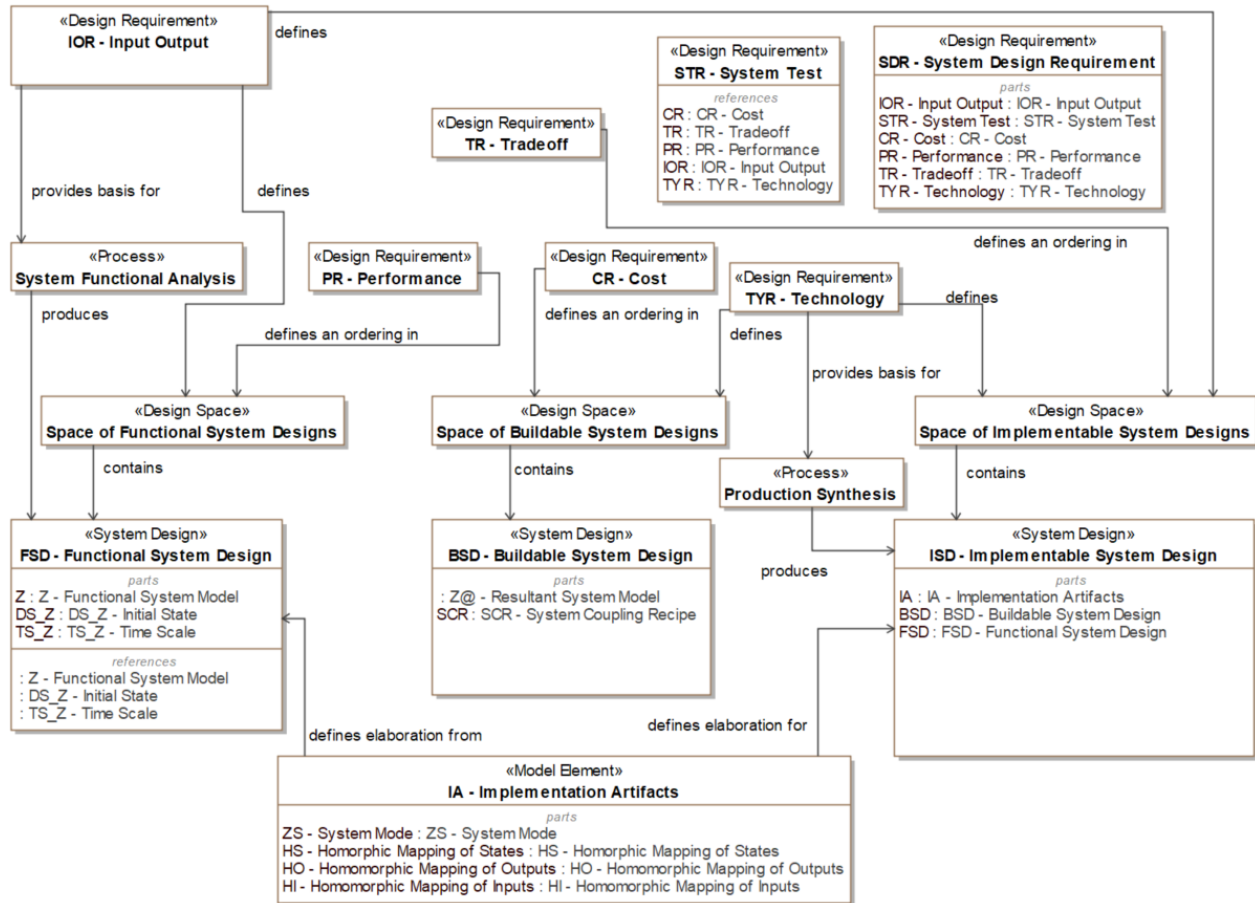 «Design Requirement»
IOR - Input Output
defines
provides basis for
defines
«Design Requirement»
STR - System Test
references
CR : CR - Cost
TR : TR - Tradeoff
PR : PR - Performance
IOR : IOR - Input Output
TYR : TYR - Technology
«Design Requirement»
SDR - System Design Requirement
parts
IOR - Input Output : IOR - Input Output
STR - System Test : STR - System Test
CR - Cost : CR - Cost
PR - Performance : PR - Performance
TR - Tradeoff : TR - Tradeoff
TYR - Technology : TYR - Technology
«Design Requirement»
TR - Tradeoff
defines an ordering in
«Process»
System Functional Analysis
produces
«Design Requirement»
PR - Performance
defines an ordering in
«Design Requirement»
CR - Cost
defines an ordering in
«Design Requirement»
TYR - Technology
defines
defines
provides basis for
«Design Space»
Space of Functional System Designs
contains
«Design Space»
Space of Buildable System Designs
contains
«Design Space»
Space of Implementable System Designs
contains
«Process»
Production Synthesis
produces
«System Design»
FSD - Functional System Design
parts
Z : Z - Functional System Model
DS_Z : DS_Z - Initial State
TS_Z : TS_Z - Time Scale
references
: Z - Functional System Model
: DS_Z - Initial State
: TS_Z - Time Scale
«System Design»
BSD - Buildable System Design
parts
: Z@ - Resultant System Model
SCR : SCR - System Coupling Recipe
«System Design»
ISD - Implementable System Design
parts
IA : IA - Implementation Artifacts
BSD : BSD - Buildable System Design
FSD : FSD - Functional System Design
defines elaboration from
defines elaboration for
«Model Element»
IA - Implementation Artifacts
parts
ZS - System Mode : ZS - System Mode
HS - Homorphic Mapping of States : HS - Homorphic Mapping of States
HO - Homomorphic Mapping of Outputs : HO - Homomorphic Mapping of Outputs
HI - Homomorphic Mapping of Inputs : HI - Homomorphic Mapping of Inputs